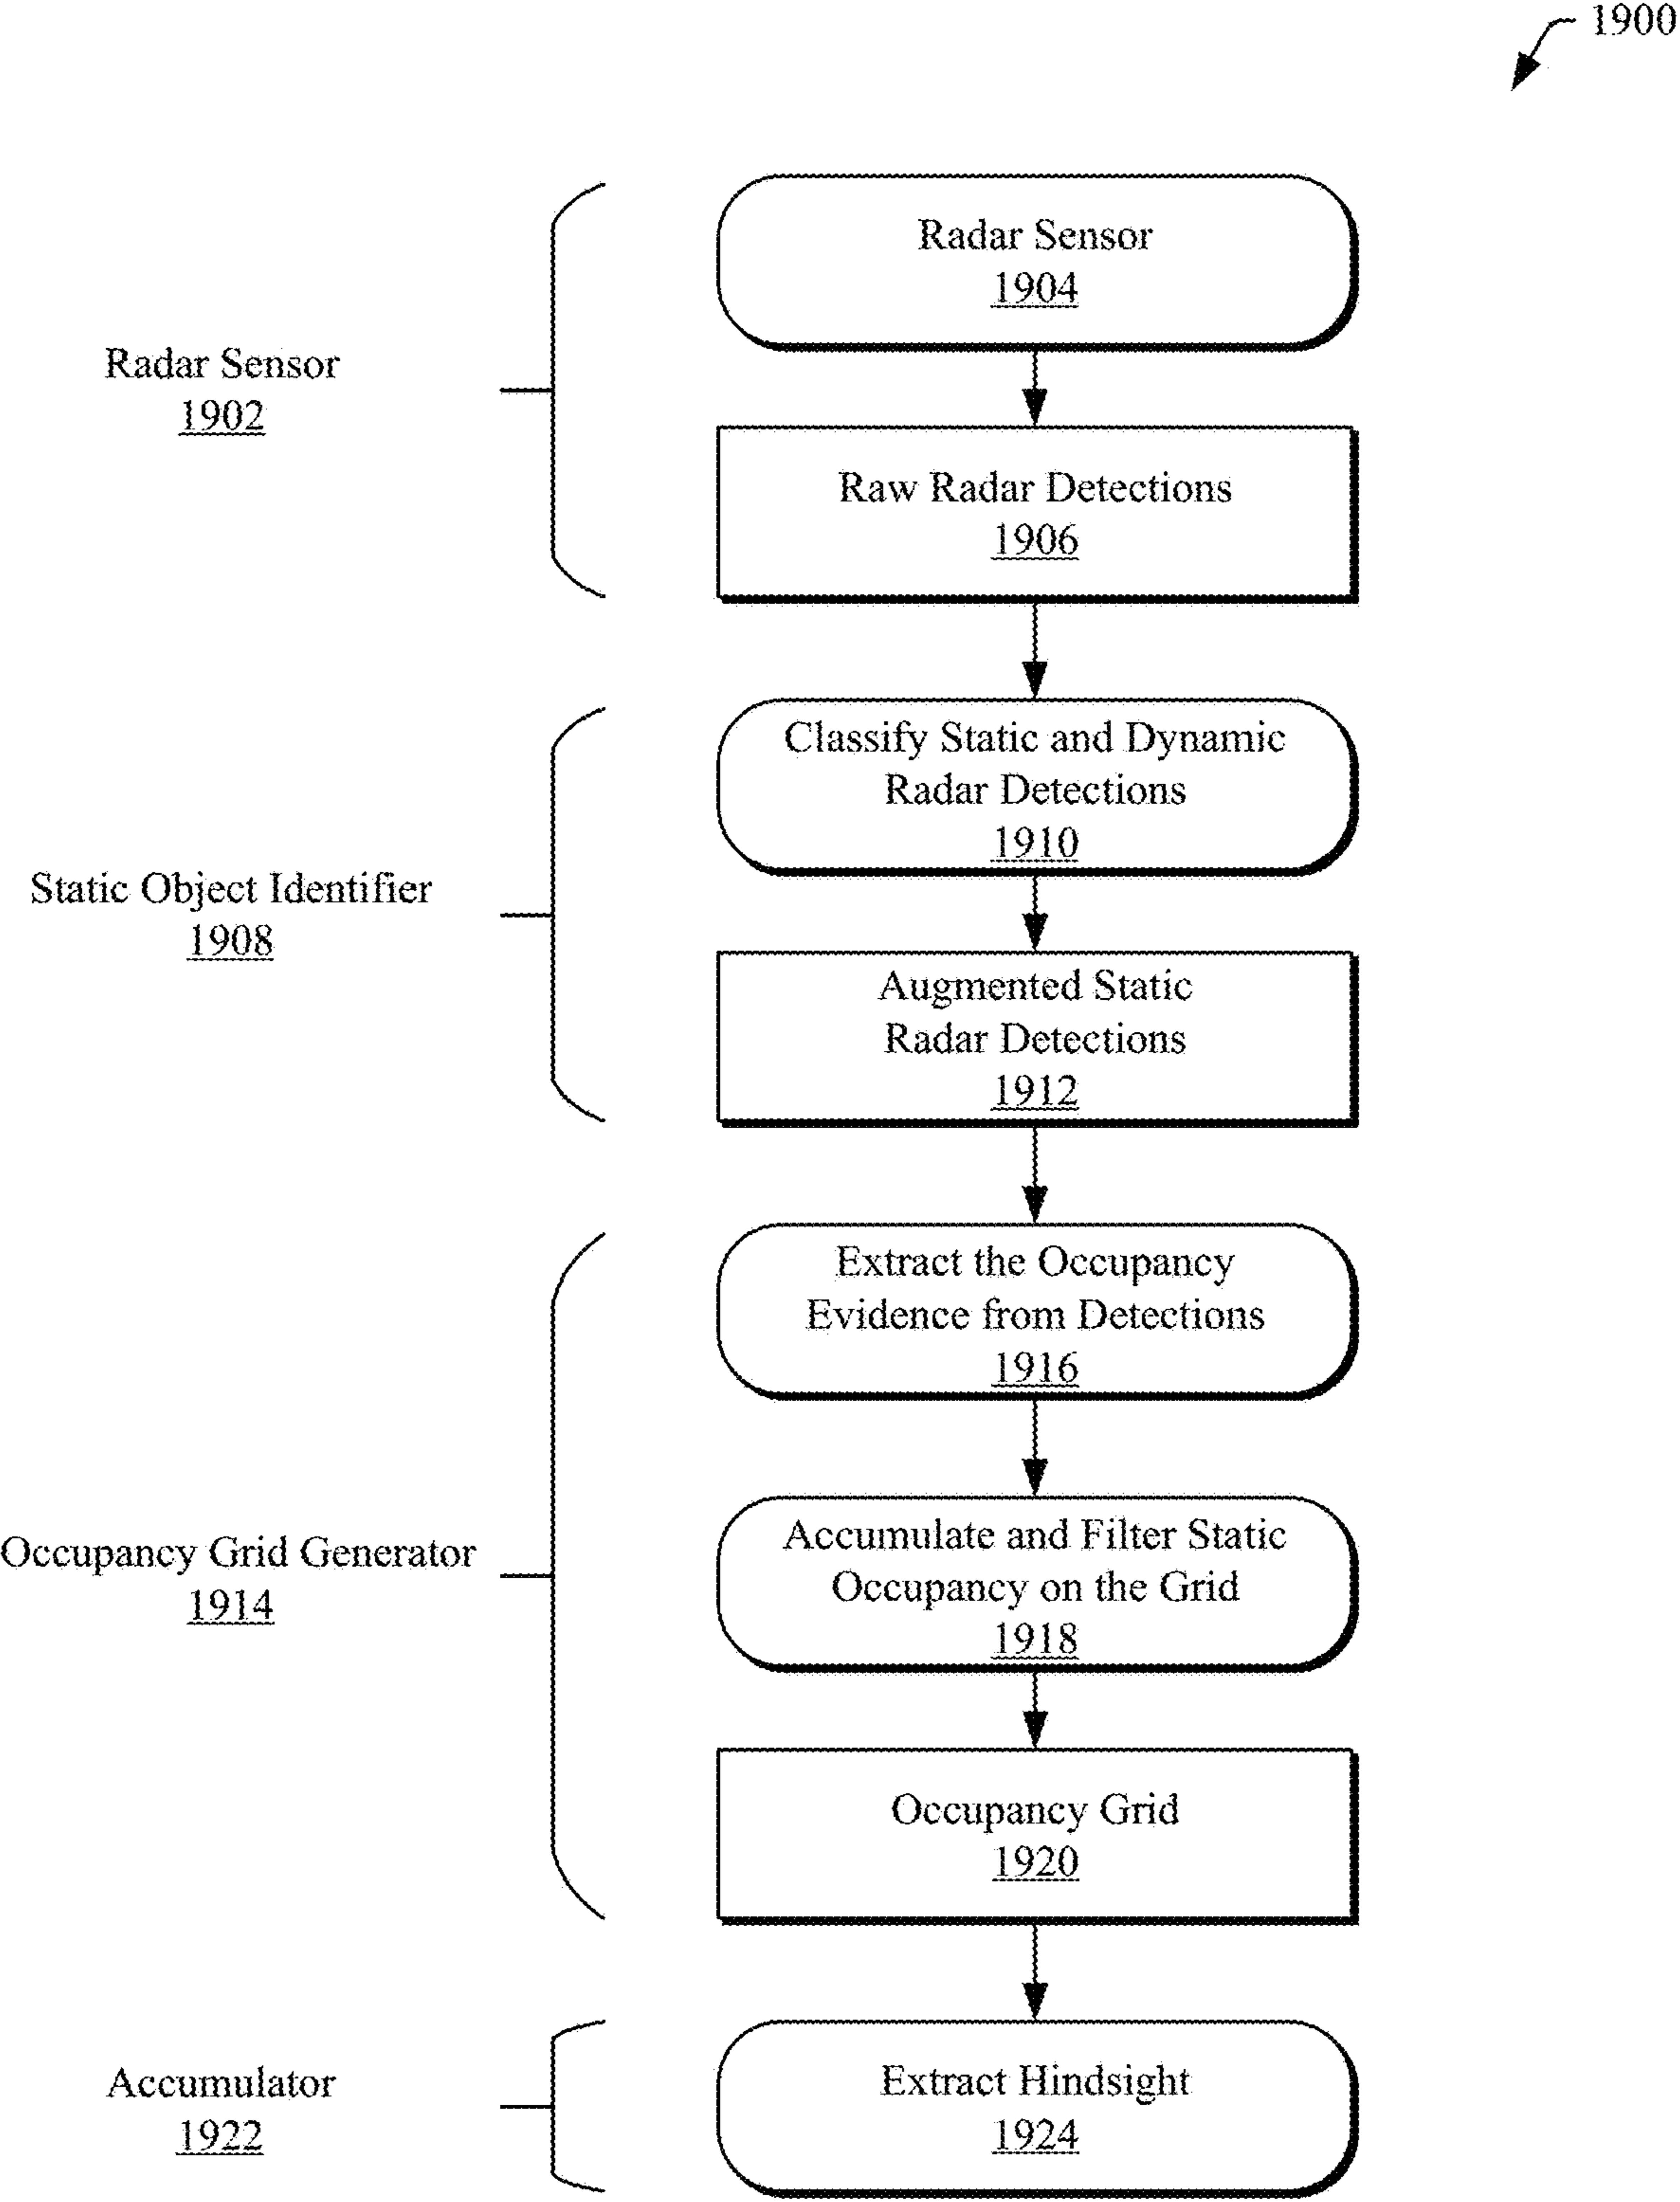 1900
Radar Sensor
1904
Radar Sensor
1902
Raw Radar Detections
1906
Classify Static and Dynamic
Radar Detections
1910
Static Object Identifier
1908
Augmented Static
Radar Detections
1912
Extract the Occupancy
Evidence from Detections
1916
Occupancy Grid Generator
1914
Accumulate and Filter Static
Occupancy on the Grid
1918
Occupancy Grid
1920
Accumulator
1922
Extract Hindsight
1924